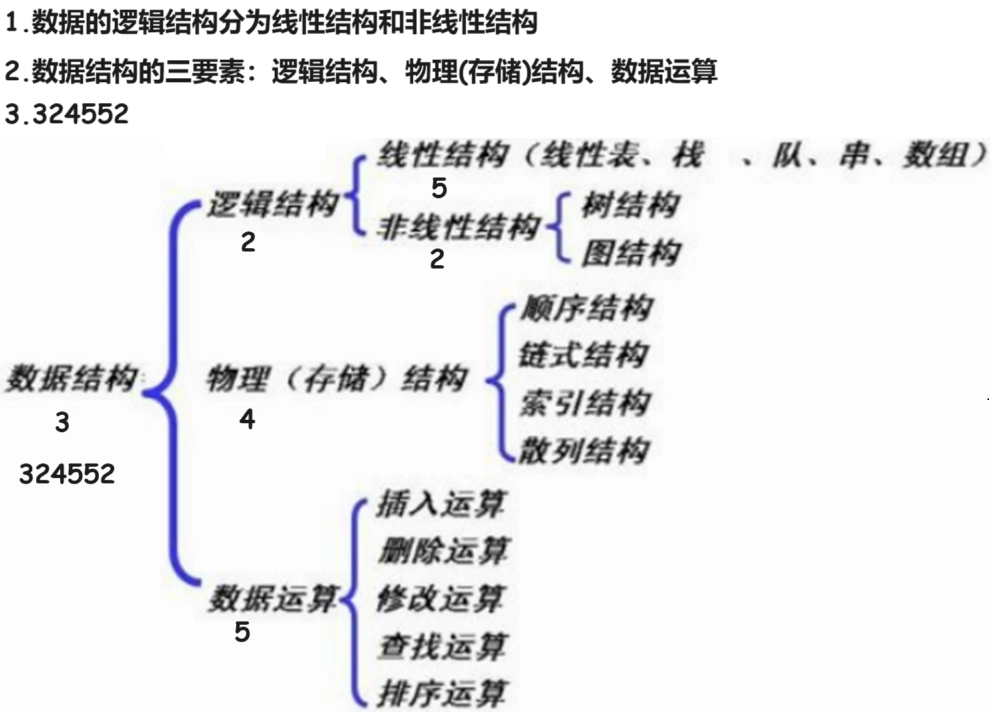 1.数据的逻辑结构分为线性结构和非线性结构
2.数据结构的三要素：逻辑结构、物理(存储)结构、数据运算
3.324552
线性结构（线性表、栈 、队、串、数组）
5
逻辑结构
2
非线性结构
2
树结构
图结构
数据结构
3
324552
物理（存储）结构
4
顺序结构
链式结构
索引结构
散列结构
数据运算
5
插入运算
删除运算
修改运算
查找运算
排序运算